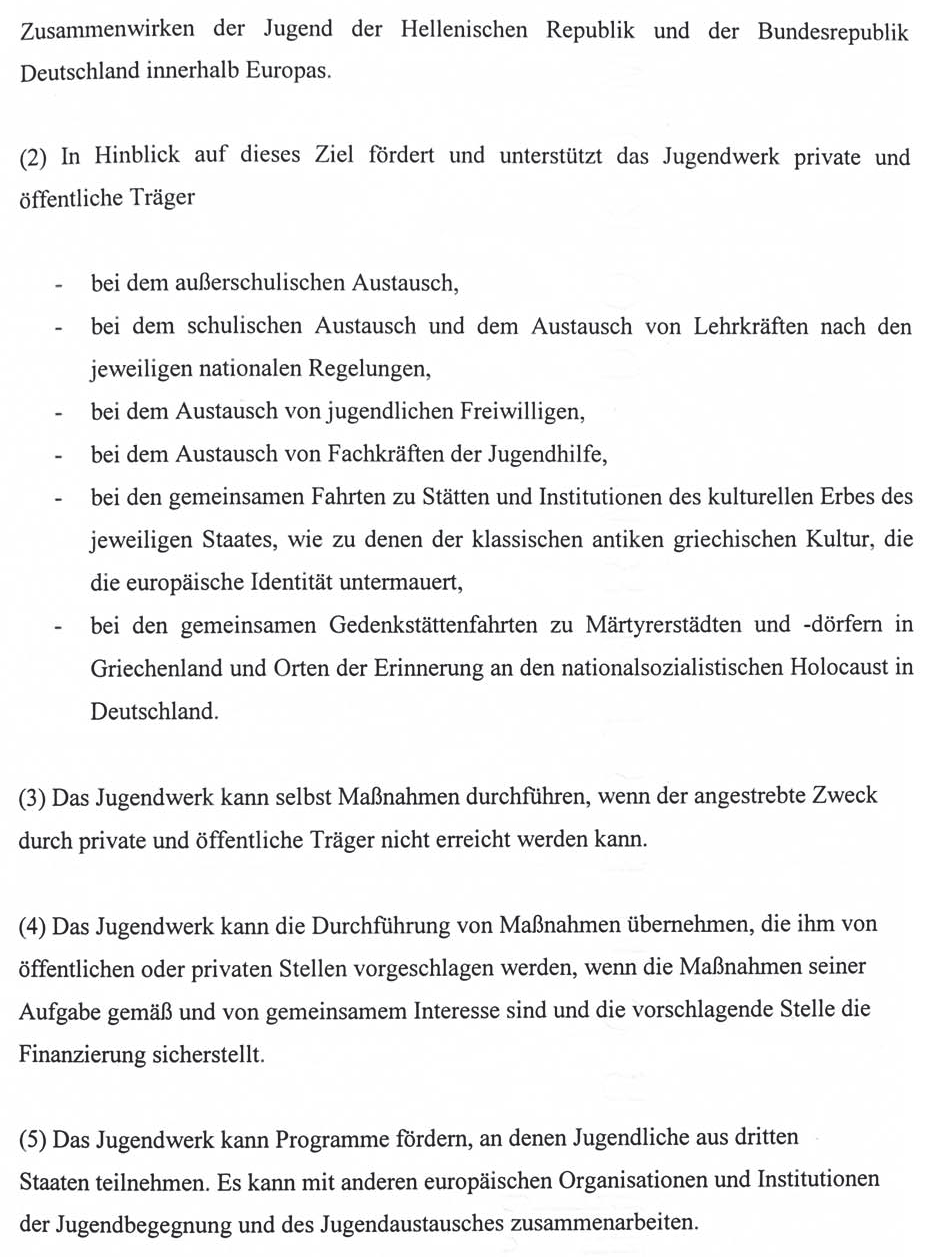 Zusammenwirken der Jugend der Hellenischen Republik und der Bundesrepublik
Deutschland innerhalb Europas.
(2) In Hinblick auf dieses Ziel fördert und unterstützt das Jugendwerk private und
öffentliche Träger
- bei dem außerschulischen Austausch,
- bei dem schulischen Austausch und dem Austausch von Lehrkräften nach den
jeweiligen nationalen Regelungen,
- bei dem Austausch von jugendlichen Freiwilligen,
- bei dem Austausch von Fachkräften der Jugendhilfe,
- bei den gemeinsamen Fahrten zu Stätten und Institutionen des kulturellen Erbes des
jeweiligen Staates, wie zu denen der klassischen antiken griechischen Kultur, die
die europäische Identität untermauert,
- bei den gemeinsamen Gedenkstättenfahrten zu Märtyrerstädten und -dörfern in
Griechenland und Orten der Erinnerung an den nationalsozialistischen Holocaust in
Deutschland.
(3) Das Jugendwerk kann selbst Maßnahmen durchführen, wenn der angestrebte Zweck
durch private und öffentliche Träger nicht erreicht werden kann.
(4) Das Jugendwerk kann die Durchführung von Maßnahmen übernehmen, die ihm von
öffentlichen oder privaten Stellen vorgeschlagen werden, wenn die Maßnahmen seiner
Aufgabe gemäß und von gemeinsamem Interesse sind und die vorschlagende Stelle die
Finanzierung sicherstellt.
(5) Das Jugendwerk kann Programme fördern, an denen Jugendliche aus dritten
Staaten teilnehmen. Es kann mit anderen europäischen Organisationen und Institutionen
der Jugendbegegnung und des Jugendaustausches zusammenarbeiten.